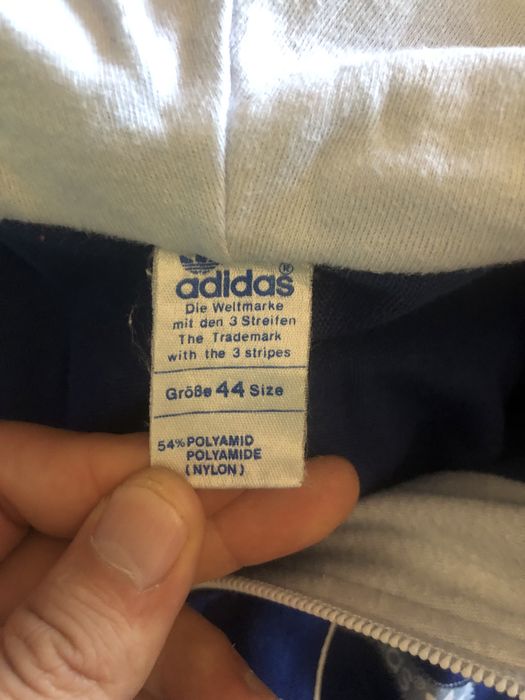 adidas ®
Die Weltmarke
mit den 3 Streifen
The Trademark
with the 3 stripes
Größe 44 Size
54% POLYAMID
POLYAMIDE
(NYLON)